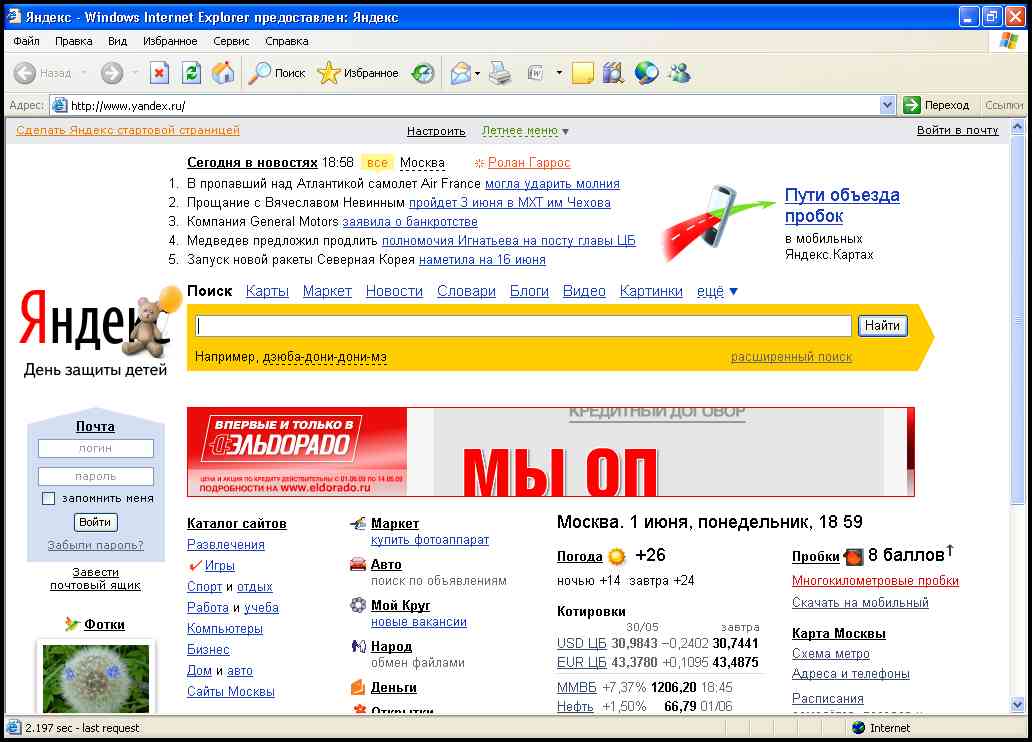 Яндекс - Windows Internet Explorer предоставлен: Яндекс
Файл Правка Вид Избранное Сервис Справка
Назад Поиск Избранное
Адрес: http://www.yandex.ru/ Переход Ссылки
Сделать Яндекс стартовой страницей Настроить Летнее меню ▼ Войти в почту
Сегодня в новостях 18:58 все Москва Ролан Гаррос
1. В пропавший над Атлантикой самолет Air France могла ударить молния
2. Прощание с Вячеславом Невинным пройдет 3 июня в МХТ им Чехова
3. Компания General Motors заявила о банкротстве
4. Медведев предложил продлить полномочия Игнатьева на посту главы ЦБ
5. Запуск новой ракеты Северная Корея наметила на 16 июня
Пути объезда
пробок
в мобильных
Яндекс.Картах
Поиск Карты Маркет Новости Словари Блоги Видео Картинки ещё ▼
Яндекс
День защиты детей
Найти
Например, дзюба-дони-дони-мэ расширенный поиск
Почта
логин
пароль
запомнить меня
Войти
Забыли пароль?
Завести
почтовый ящик
Фотки
ВПЕРВЫЕ И ТОЛЬКО В
ЭЛЬДОРАДО
ЦЕНА И АКЦИЯ ПО КРЕДИТУ ДЕЙСТВИТЕЛЬНЫ С 01.06.09 ПО 14.06.09
ПОДРОБНОСТИ НА WWW.eldorado.ru
КРЕДИТНЫЙ ДОГОВОР
МЫ ОП
Каталог сайтов
Развлечения
Игры
Спорт и отдых
Работа и учеба
Компьютеры
Бизнес
Дом и авто
Сайты Москвы
Маркет
купить фотоаппарат
Авто
поиск по объявлениям
Мой Круг
новые вакансии
Народ
обмен файлами
Деньги
Открытки
Москва. 1 июня, понедельник, 18 59
Погода +26
ночью +14 завтра +24
Котировки
30/05 завтра
USD ЦБ 30,9843 −0,2402 30,7441
EUR ЦБ 43,3780 +0,1095 43,4875
ММВБ +7,37% 1206,20 18:45
Нефть +1,50% 66,79 01/06
Пробки 8 баллов↑
Многокилометровые пробки
Скачать на мобильный
Карта Москвы
Схема метро
Адреса и телефоны
Расписания
2.197 sec - last request Internet